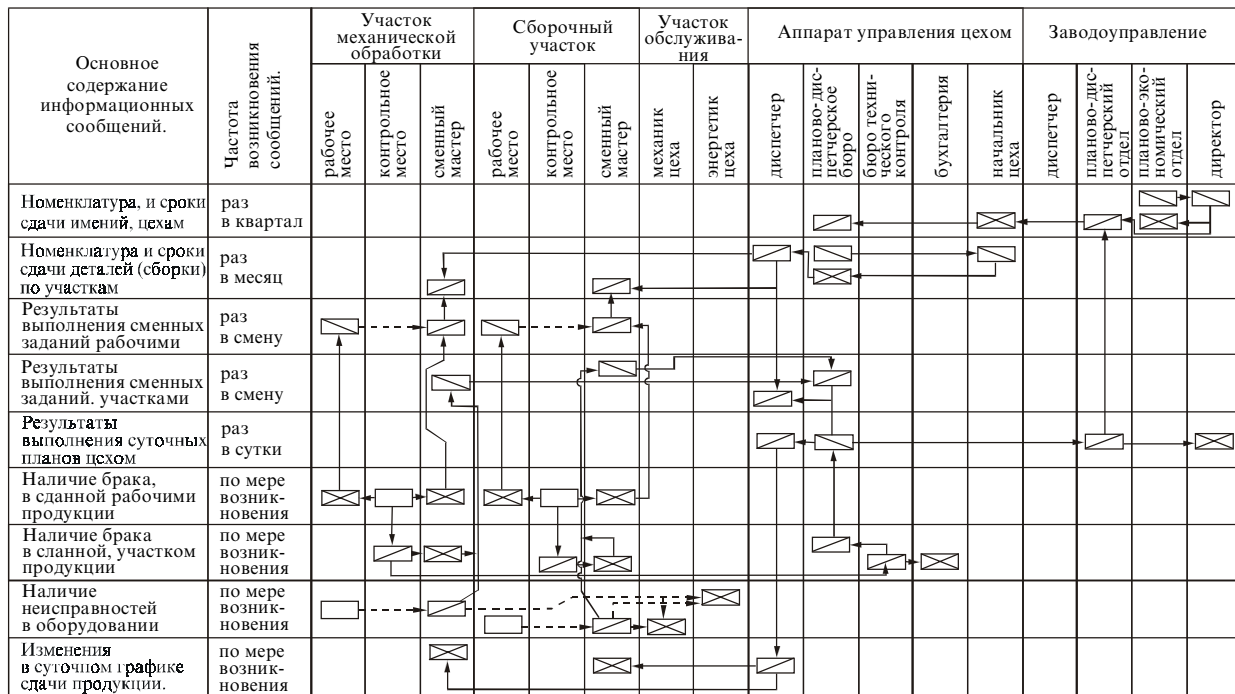 Основное
содержание
информационных
сообщений.
Частота
возникновения
сообщений.
Участок
механической
обработки
Сборочный
участок
Участок
обслужива-
ния
Аппарат управления цехом
Заводоуправление
рабочее
место
контрольное
место
сменный
мастер
рабочее
место
контрольное
место
сменный
мастер
механик
цеха
энергетик
цеха
диспетчер
планово-дис-
петчерское
бюро
бюро техни-
ческого
контроля
бухгалтерия
начальник
цеха
диспетчер
планово-дис-
петчерский
отдел
планово-эко-
номический
отдел
директор
Номенклатура, и сроки
сдачи имений, цехам
раз
в квартал
Номенклатура и сроки
сдачи деталей (сборки)
по участкам
раз
в месяц
Результаты
выполнения сменных
заданий рабочими
раз
в смену
Результаты
выполнения сменных
заданий. участками
раз
в смену
Результаты
выполнения суточных
планов цехом
раз
в сутки
Наличие брака,
в сданной рабочими
продукции
по мере
возник-
новения
Наличие брака
в сланной, участком
продукции
по мере
возник-
новения
Наличие
неисправностей
в оборудовании
по мере
возник-
новения
Изменения
в суточном графике
сдачи продукции.
по мере
возник-
новения